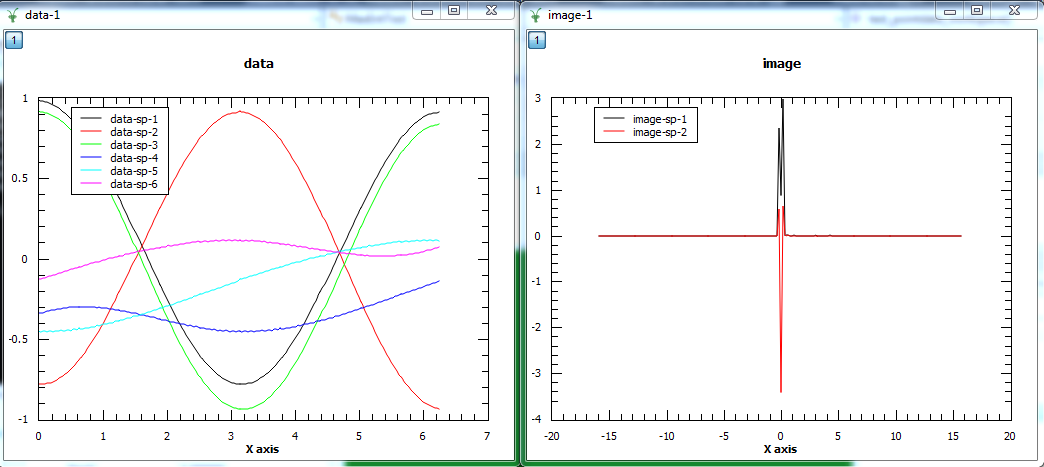 data-1
1
data
data-sp-1
data-sp-2
data-sp-3
data-sp-4
data-sp-5
data-sp-6
1
0.5
0
-0.5
-1
0 1 2 3 4 5 6 7
X axis
image-1
1
image
image-sp-1
image-sp-2
3
2
1
0
-1
-2
-3
-4
-20 -15 -10 -5 0 5 10 15 20
X axis